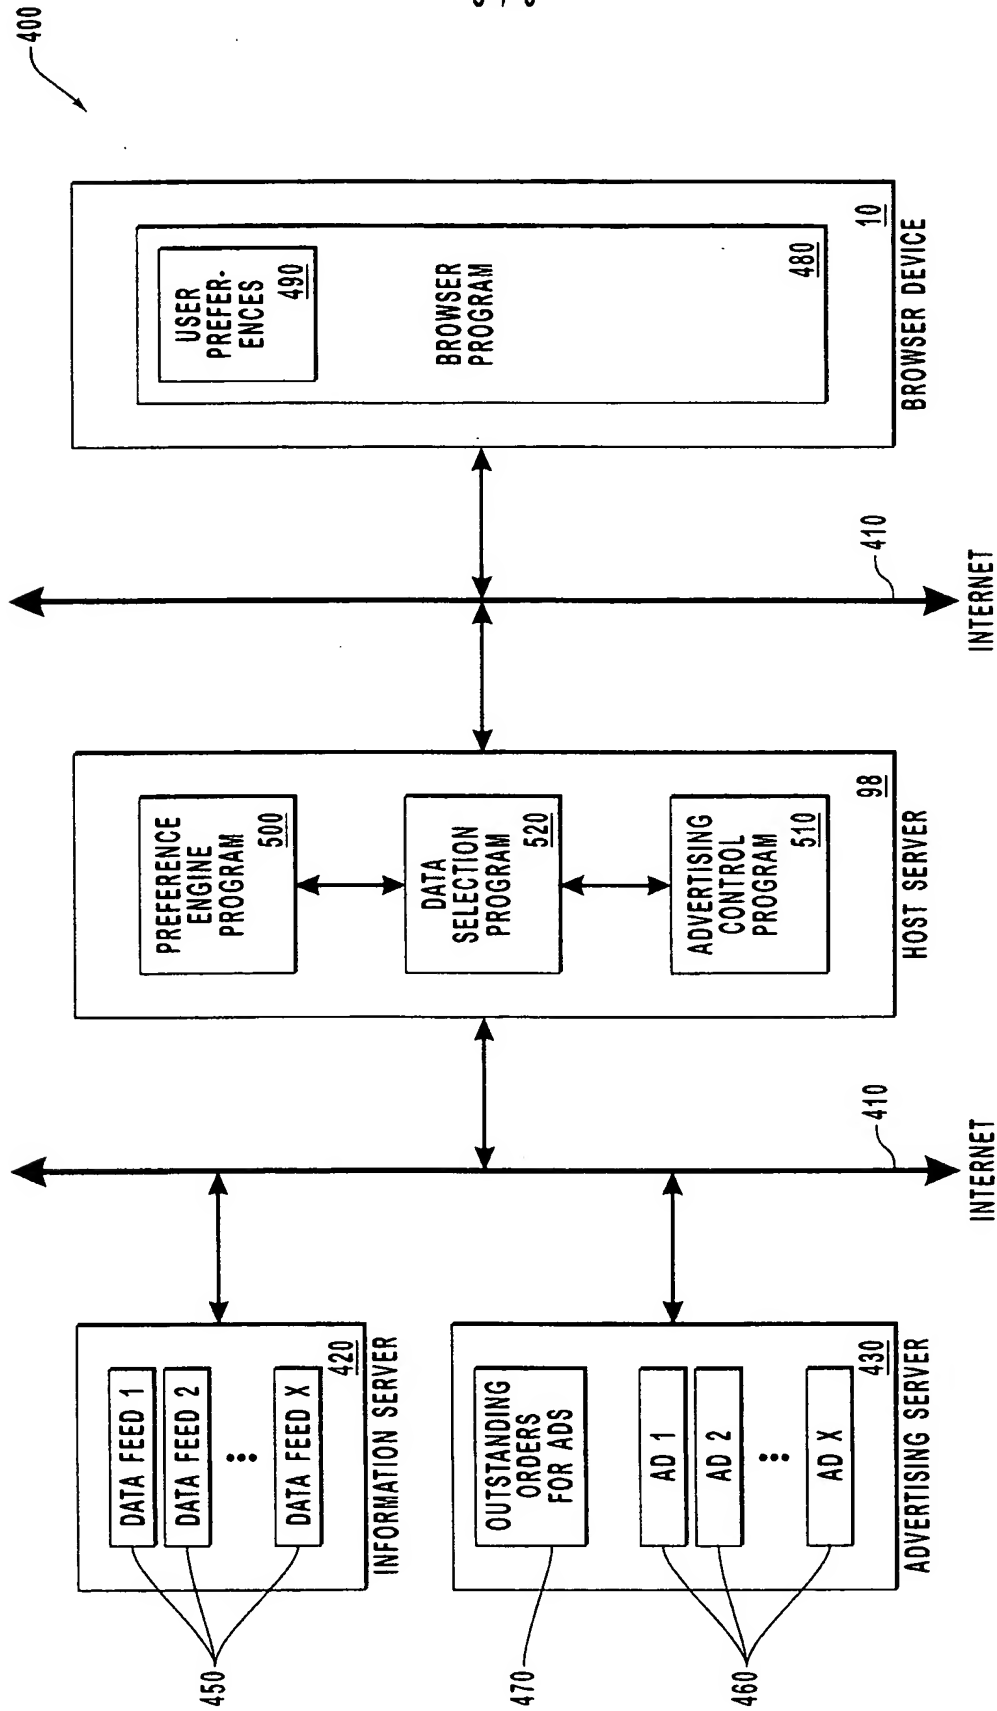 400
DATA FEED 1
DATA FEED 2
DATA FEED X
420
INFORMATION SERVER
450
OUTSTANDING
ORDERS
FOR ADS
AD 1
AD 2
AD X
430
ADVERTISING SERVER
470
460
410
INTERNET
PREFERENCE
ENGINE
PROGRAM
500
DATA
SELECTION
PROGRAM
520
ADVERTISING
CONTROL
PROGRAM
510
98
HOST SERVER
410
INTERNET
USER
PREFER-
ENCES
490
BROWSER
PROGRAM
480
10
BROWSER DEVICE